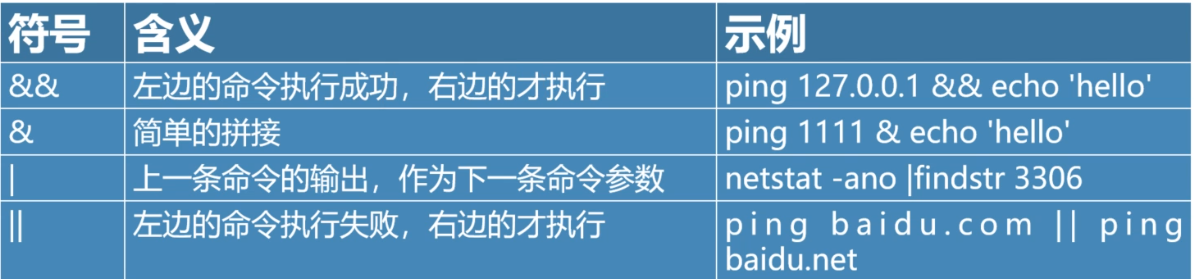 符号 含义 示例
&& 左边的命令执行成功，右边的才执行 ping 127.0.0.1 && echo 'hello'
& 简单的拼接 ping 1111 & echo 'hello'
| 上一条命令的输出，作为下一条命令参数 netstat -ano |findstr 3306
|| 左边的命令执行失败，右边的才执行 ping baidu.com || ping
baidu.net